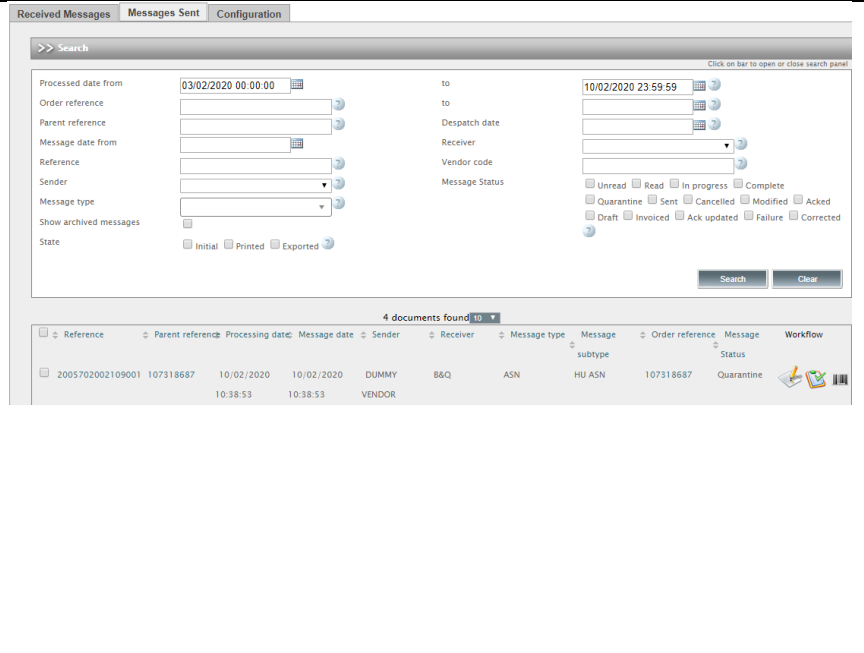 Received Messages Messages Sent Configuration
>> Search
Click on bar to open or close search panel
Processed date from 03/02/2020 00:00:00 to 10/02/2020 23:59:59
Order reference to
Parent reference Despatch date
Message date from Receiver
Reference Vendor code
Sender Message Status Unread Read In progress Complete
Message type Quarantine Sent Cancelled Modified Acked
Show archived messages Draft Invoiced Ack updated Failure Corrected
State Initial Printed Exported
Search Clear
4 documents found 10
Reference Parent reference Processing date Message date Sender Receiver Message type Message Order reference Message Workflow
subtype Status
2005702002109001 107318687 10/02/2020 10/02/2020 DUMMY B&Q ASN HU ASN 107318687 Quarantine
10:38:53 10:38:53 VENDOR